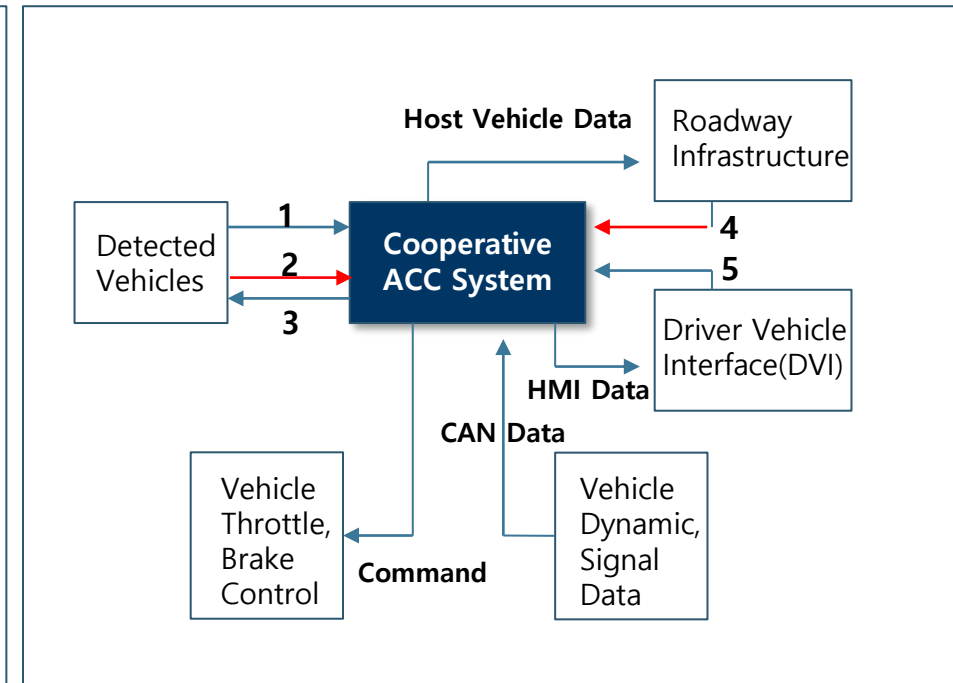 Host Vehicle Data
Roadway
Infrastructure
1
2
3
Detected
Vehicles
Cooperative
ACC System
4
5
Driver Vehicle
Interface(DVI)
HMI Data
CAN Data
Vehicle
Throttle,
Brake
Control
Command
Vehicle
Dynamic,
Signal
Data